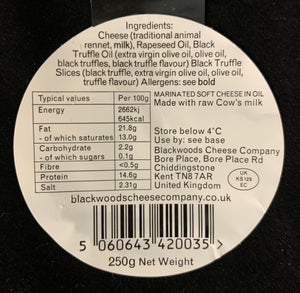 Ingredients:
Cheese (traditional animal
rennet, milk), Rapeseed Oil, Black
Truffle Oil (extra virgin olive oil, olive oil,
black truffles, black truffle flavour) Black Truffle
Slices (black truffle, extra virgin olive oil, olive oil,
truffle flavour) Allergens: see bold
Typical values Per 100g
Energy 2662kj
645kcal
Fat 21.8g
- of which saturates 13.0g
Carbohydrate 2.2g
- of which sugars 0.1g
Fibre <0.5g
Protein 14.6g
Salt 2.31g
MARINATED SOFT CHEESE IN OIL
Made with raw Cow's milk
Store below 4°C
Use by: see base
Blackwoods Cheese Company
Bore Place, Bore Place Rd
Chiddingstone
Kent TN8 7AR
United Kingdom
UK
KS 129
EC
blackwoodscheesecompany.co.uk
5 060643 420035 >
250g Net Weight